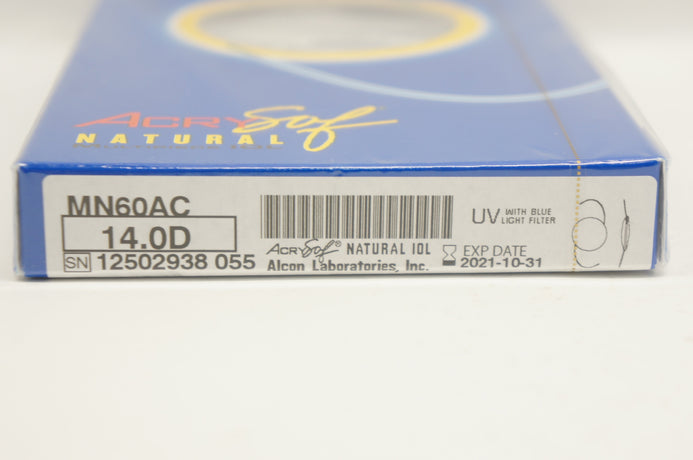 ACRYSof
NATURAL
MN60AC
14.0D
SN 12502938 055
ACRYSof® NATURAL IOL
Alcon Laboratories, Inc.
UV WITH BLUE
LIGHT FILTER
EXP DATE
2021-10-31